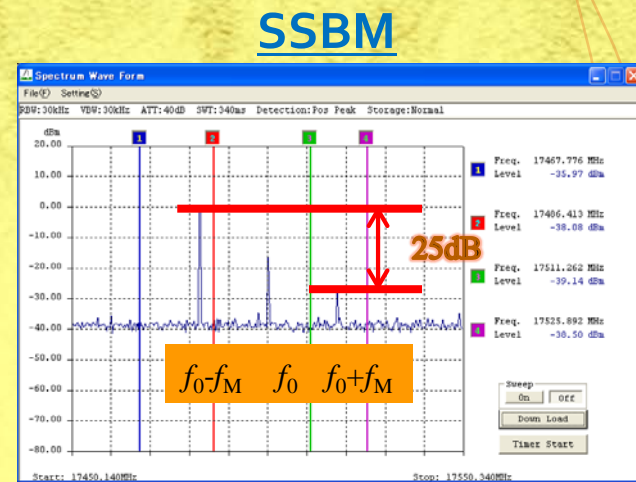 SSBM
Spectrum Wave Form
File(F) Setting(S)
RBW:30kHz VBW:30kHz ATT:40dB SWT:340ms Detection:Pos Peak Storage:Normal
dBm
1 2 3 4
20.00
10.00
0.00
-10.00
-20.00
-30.00
-40.00
-50.00
-60.00
-70.00
-80.00
25dB
f0-fM f0 f0+fM
1 Freq. 17467.776 MHz
Level -35.97 dBm
2 Freq. 17486.413 MHz
Level -38.08 dBm
3 Freq. 17511.262 MHz
Level -39.14 dBm
4 Freq. 17525.892 MHz
Level -38.50 dBm
Sweep
On Off
Down Load
Timer Start
Start: 17450.140MHz Stop: 17550.340MHz